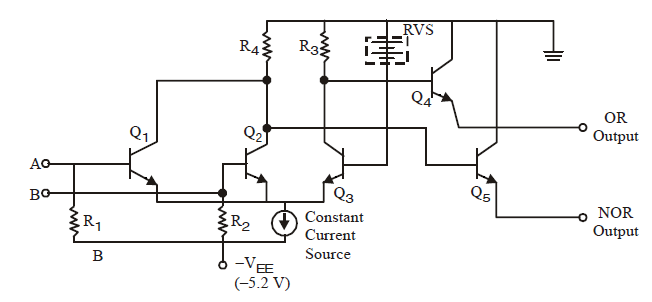 RVS
R4
R3
Q4
Q1
Q2
OR
Output
A
B
Q3
Q5
R1
R2
Constant
Current
Source
NOR
Output
B
–VEE
(–5.2 V)